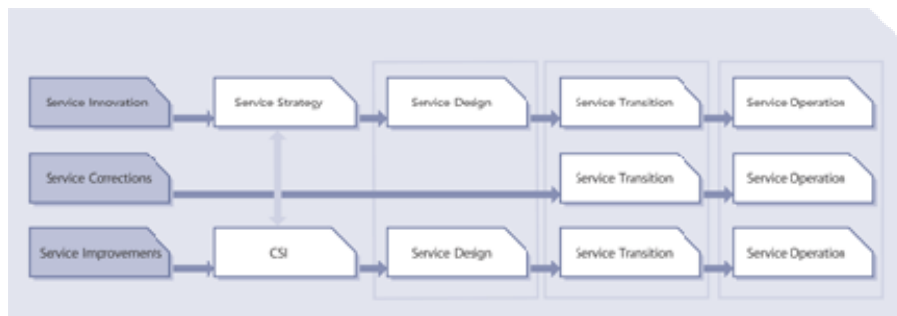 Service Innovation
Service Strategy
Service Design
Service Transition
Service Operation
Service Corrections
Service Transition
Service Operation
Service Improvements
CSI
Service Design
Service Transition
Service Operation